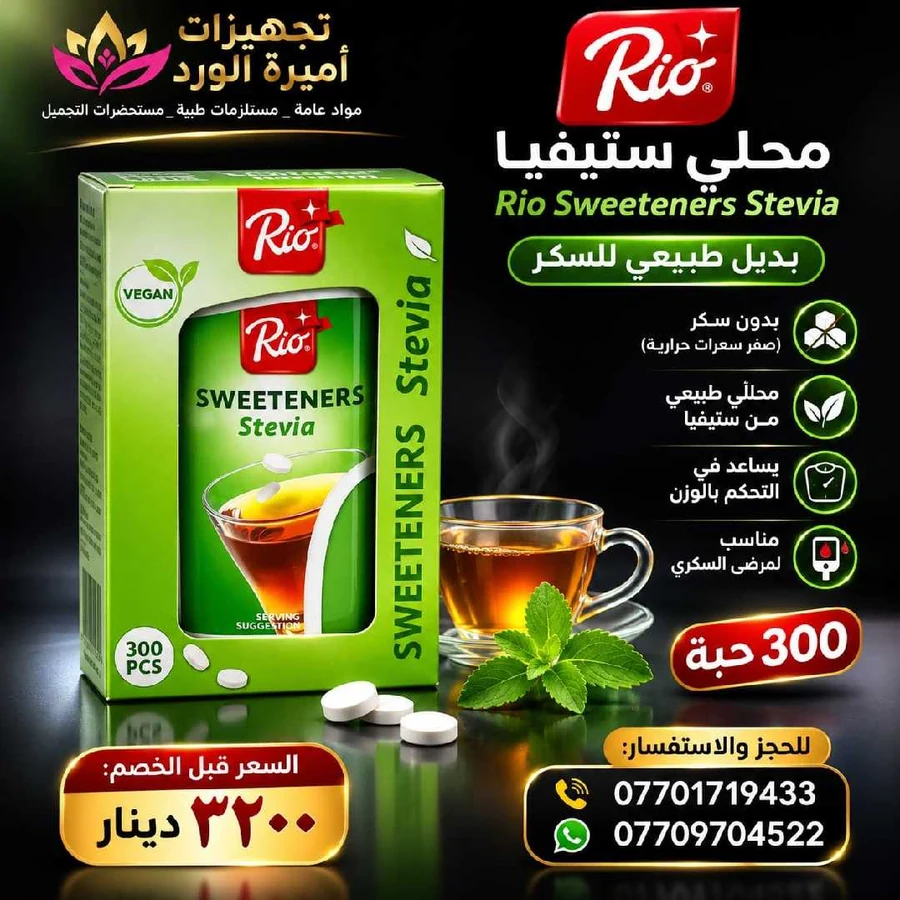 تجهيزات
أميرة الورد
مواد عامة _ مستلزمات طبية _ مستحضرات التجميل
Rio®
محلي ستيفيا
Rio Sweeteners Stevia
بديل طبيعي للسكر
بدون سكر
(صفر سعرات حرارية)
محلّي طبيعي
من ستيفيا
يساعد في
التحكم بالوزن
مناسب
لمرضى السكري
300 حبة
Rio®
VEGAN
Rio®
SWEETENERS
Stevia
SERVING
SUGGESTION
300
PCS
SWEETENERS Stevia
السعر قبل الخصم:
٣٢٠٠ دينار
للحجز والاستفسار:
07701719433
07709704522